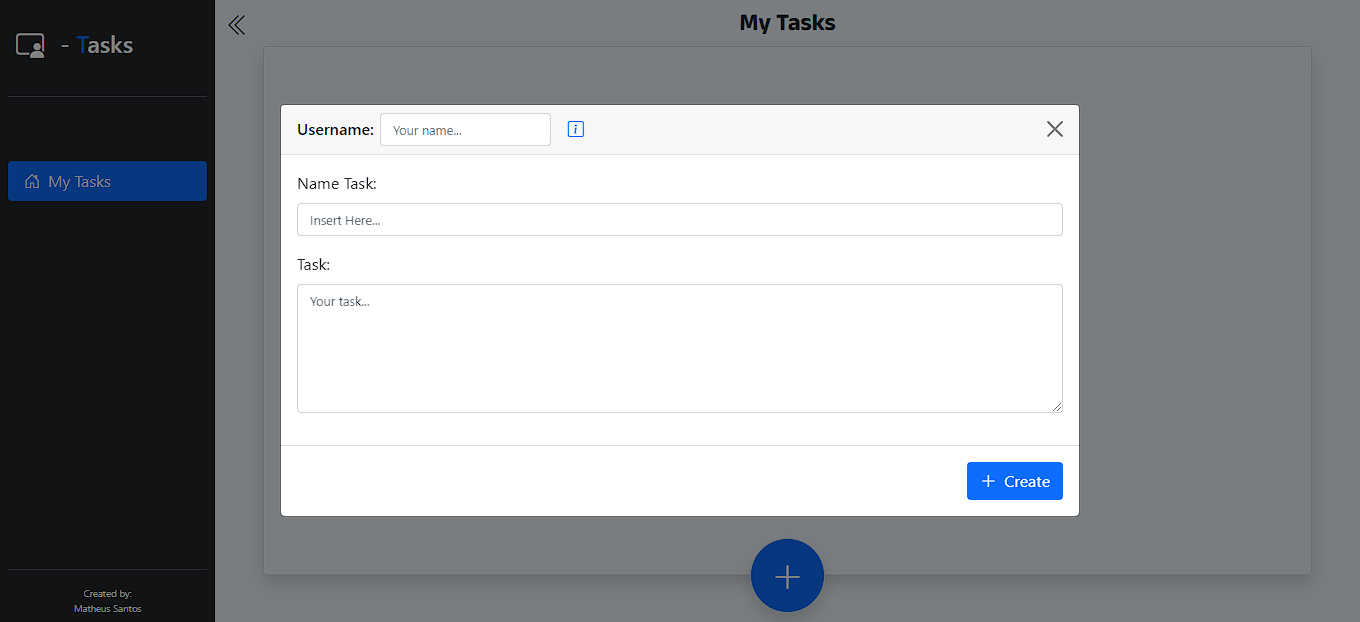 - Tasks
My Tasks
My Tasks
Username: Your name...
Name Task:
Insert Here...
Task:
Your task...
Create
Created by:
Matheus Santos